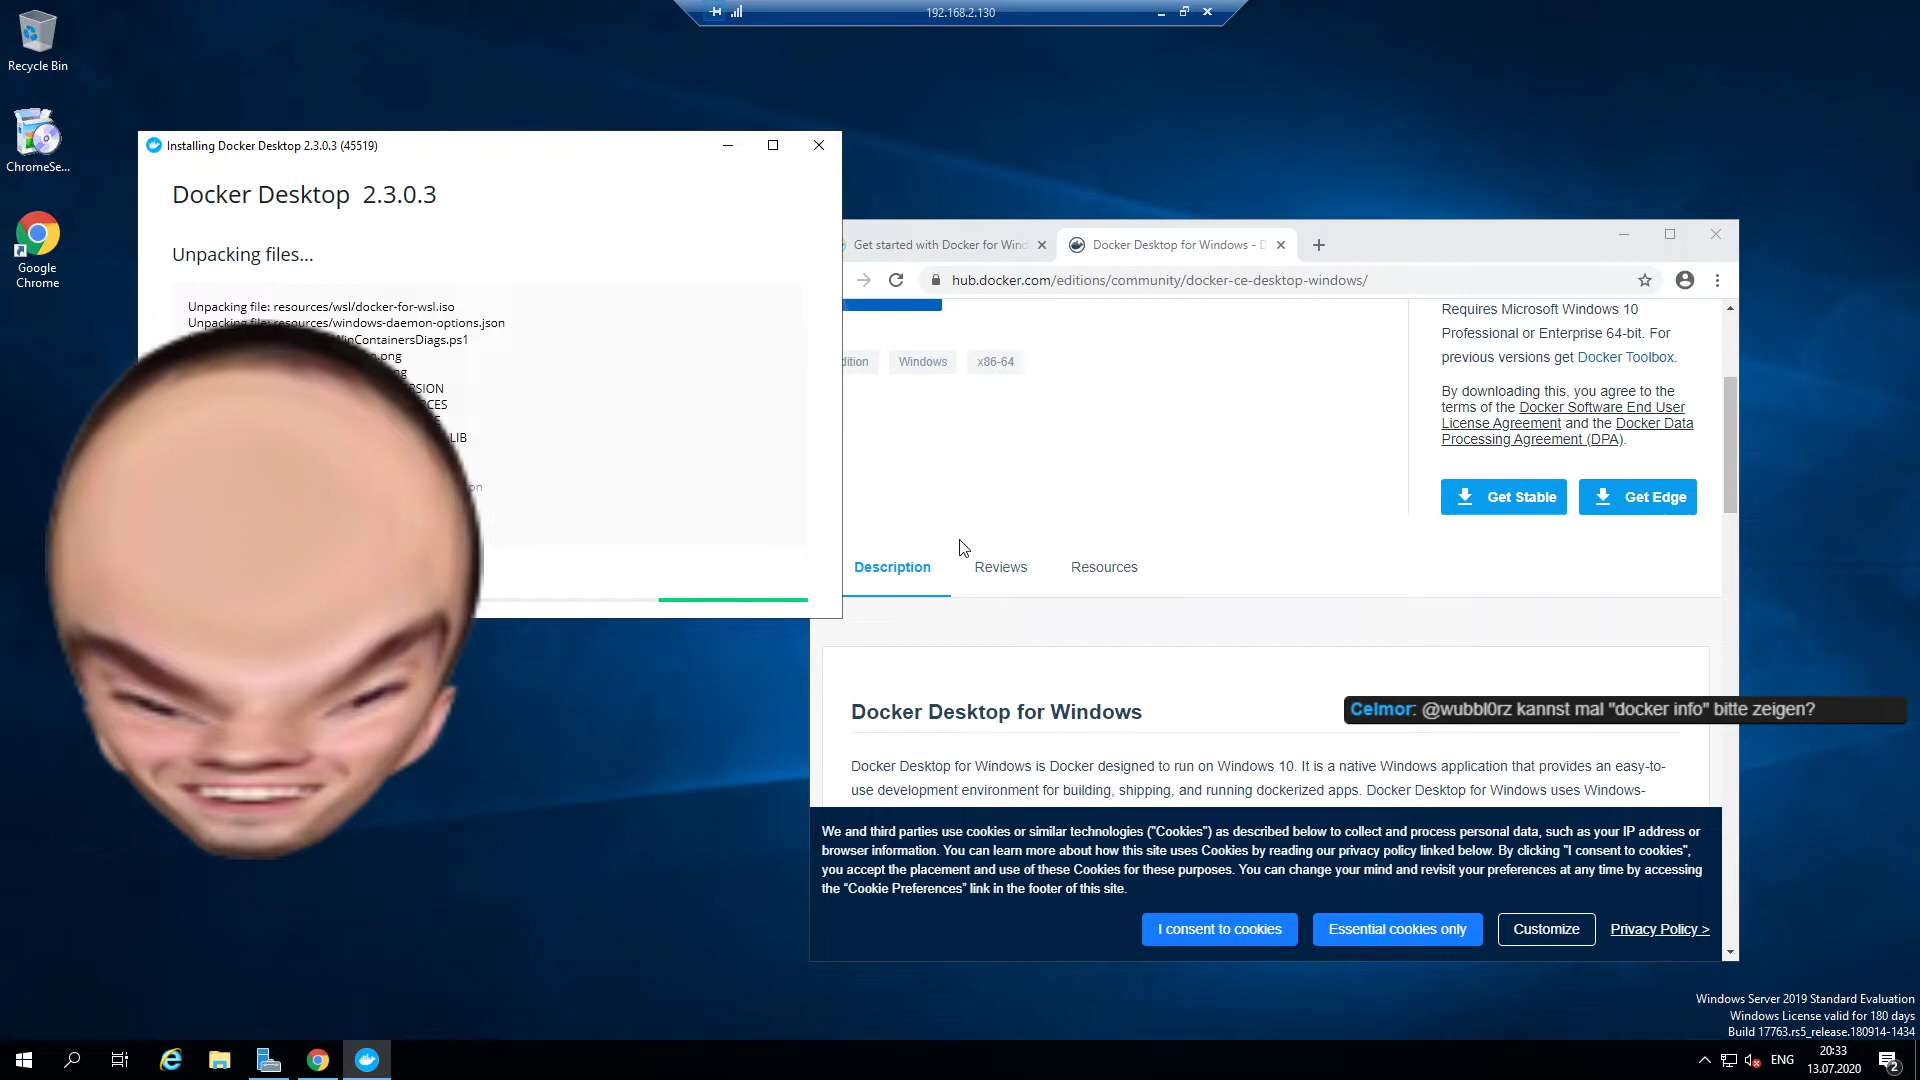 192.168.2.130
Recycle Bin
ChromeSe...
Google
Chrome
Installing Docker Desktop 2.3.0.3 (45519)
Docker Desktop 2.3.0.3
Unpacking files...
Unpacking file: resources/wsl/docker-for-wsl.iso
Unpacking file: resources/windows-daemon-options.json
WinContainersDiags.ps1
.png
LIB
Get started with Docker for Wind
Docker Desktop for Windows - D
hub.docker.com/editions/community/docker-ce-desktop-windows/
dition
Windows
x86-64
Requires Microsoft Windows 10
Professional or Enterprise 64-bit. For
previous versions get Docker Toolbox.
By downloading this, you agree to the
terms of the Docker Software End User
License Agreement and the Docker Data
Processing Agreement (DPA).
Get Stable
Get Edge
Description
Reviews
Resources
Docker Desktop for Windows
Celmor: @wubbl0rz kannst mal "docker info" bitte zeigen?
Docker Desktop for Windows is Docker designed to run on Windows 10. It is a native Windows application that provides an easy-to-
use development environment for building, shipping, and running dockerized apps. Docker Desktop for Windows uses Windows-
We and third parties use cookies or similar technologies ("Cookies") as described below to collect and process personal data, such as your IP address or
browser information. You can learn more about how this site uses Cookies by reading our privacy policy linked below. By clicking "I consent to cookies",
you accept the placement and use of these Cookies for these purposes. You can change your mind and revisit your preferences at any time by accessing
the “Cookie Preferences” link in the footer of this site.
I consent to cookies
Essential cookies only
Customize
Privacy Policy >
Windows Server 2019 Standard Evaluation
Windows License valid for 180 days
Build 17763.rs5_release.180914-1434
ENG
20:33
13.07.2020
2